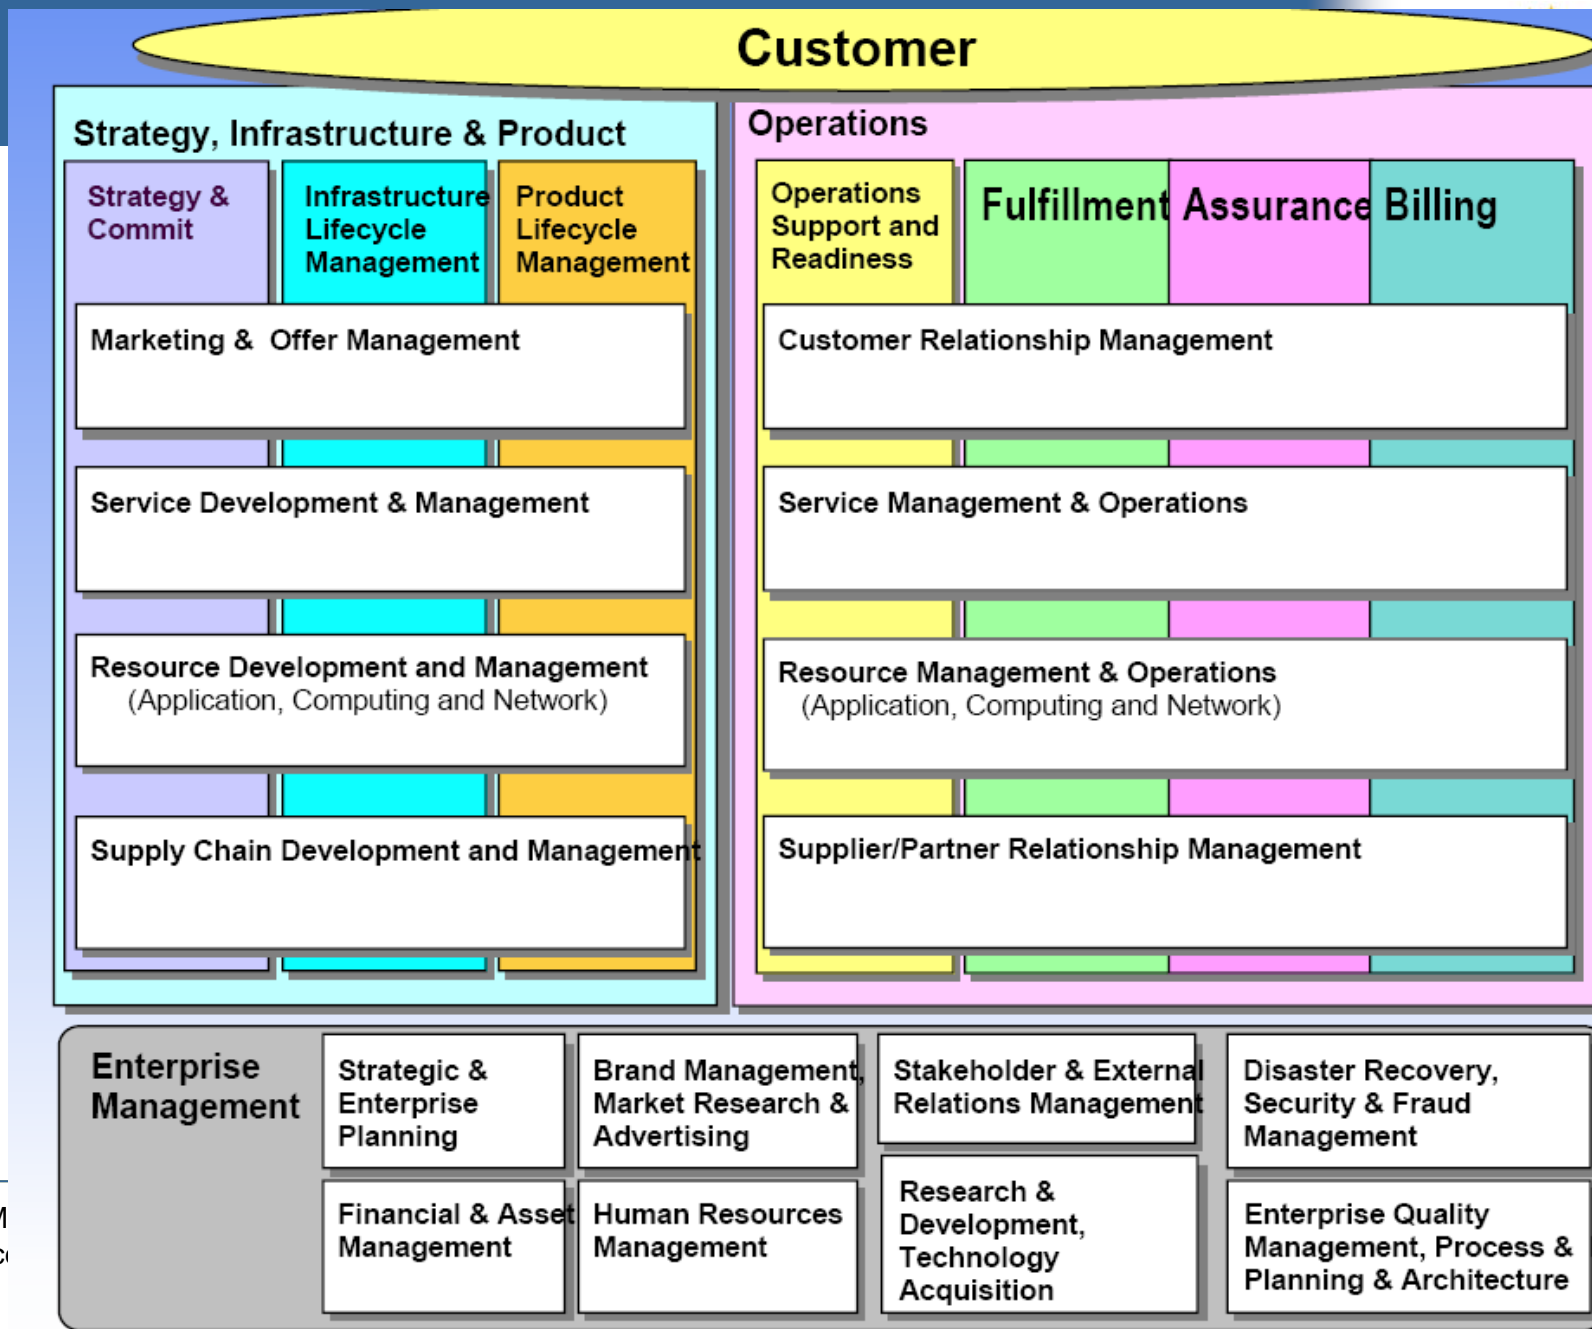 Customer
Strategy, Infrastructure & Product
Strategy &
Commit
Infrastructure
Lifecycle
Management
Product
Lifecycle
Management
Marketing & Offer Management
Service Development & Management
Resource Development and Management
(Application, Computing and Network)
Supply Chain Development and Management
Operations
Operations
Support and
Readiness
Fulfillment
Assurance
Billing
Customer Relationship Management
Service Management & Operations
Resource Management & Operations
(Application, Computing and Network)
Supplier/Partner Relationship Management
Enterprise
Management
Strategic &
Enterprise
Planning
Brand Management,
Market Research &
Advertising
Stakeholder & External
Relations Management
Disaster Recovery,
Security & Fraud
Management
Financial & Asset
Management
Human Resources
Management
Research &
Development,
Technology
Acquisition
Enterprise Quality
Management, Process &
Planning & Architecture